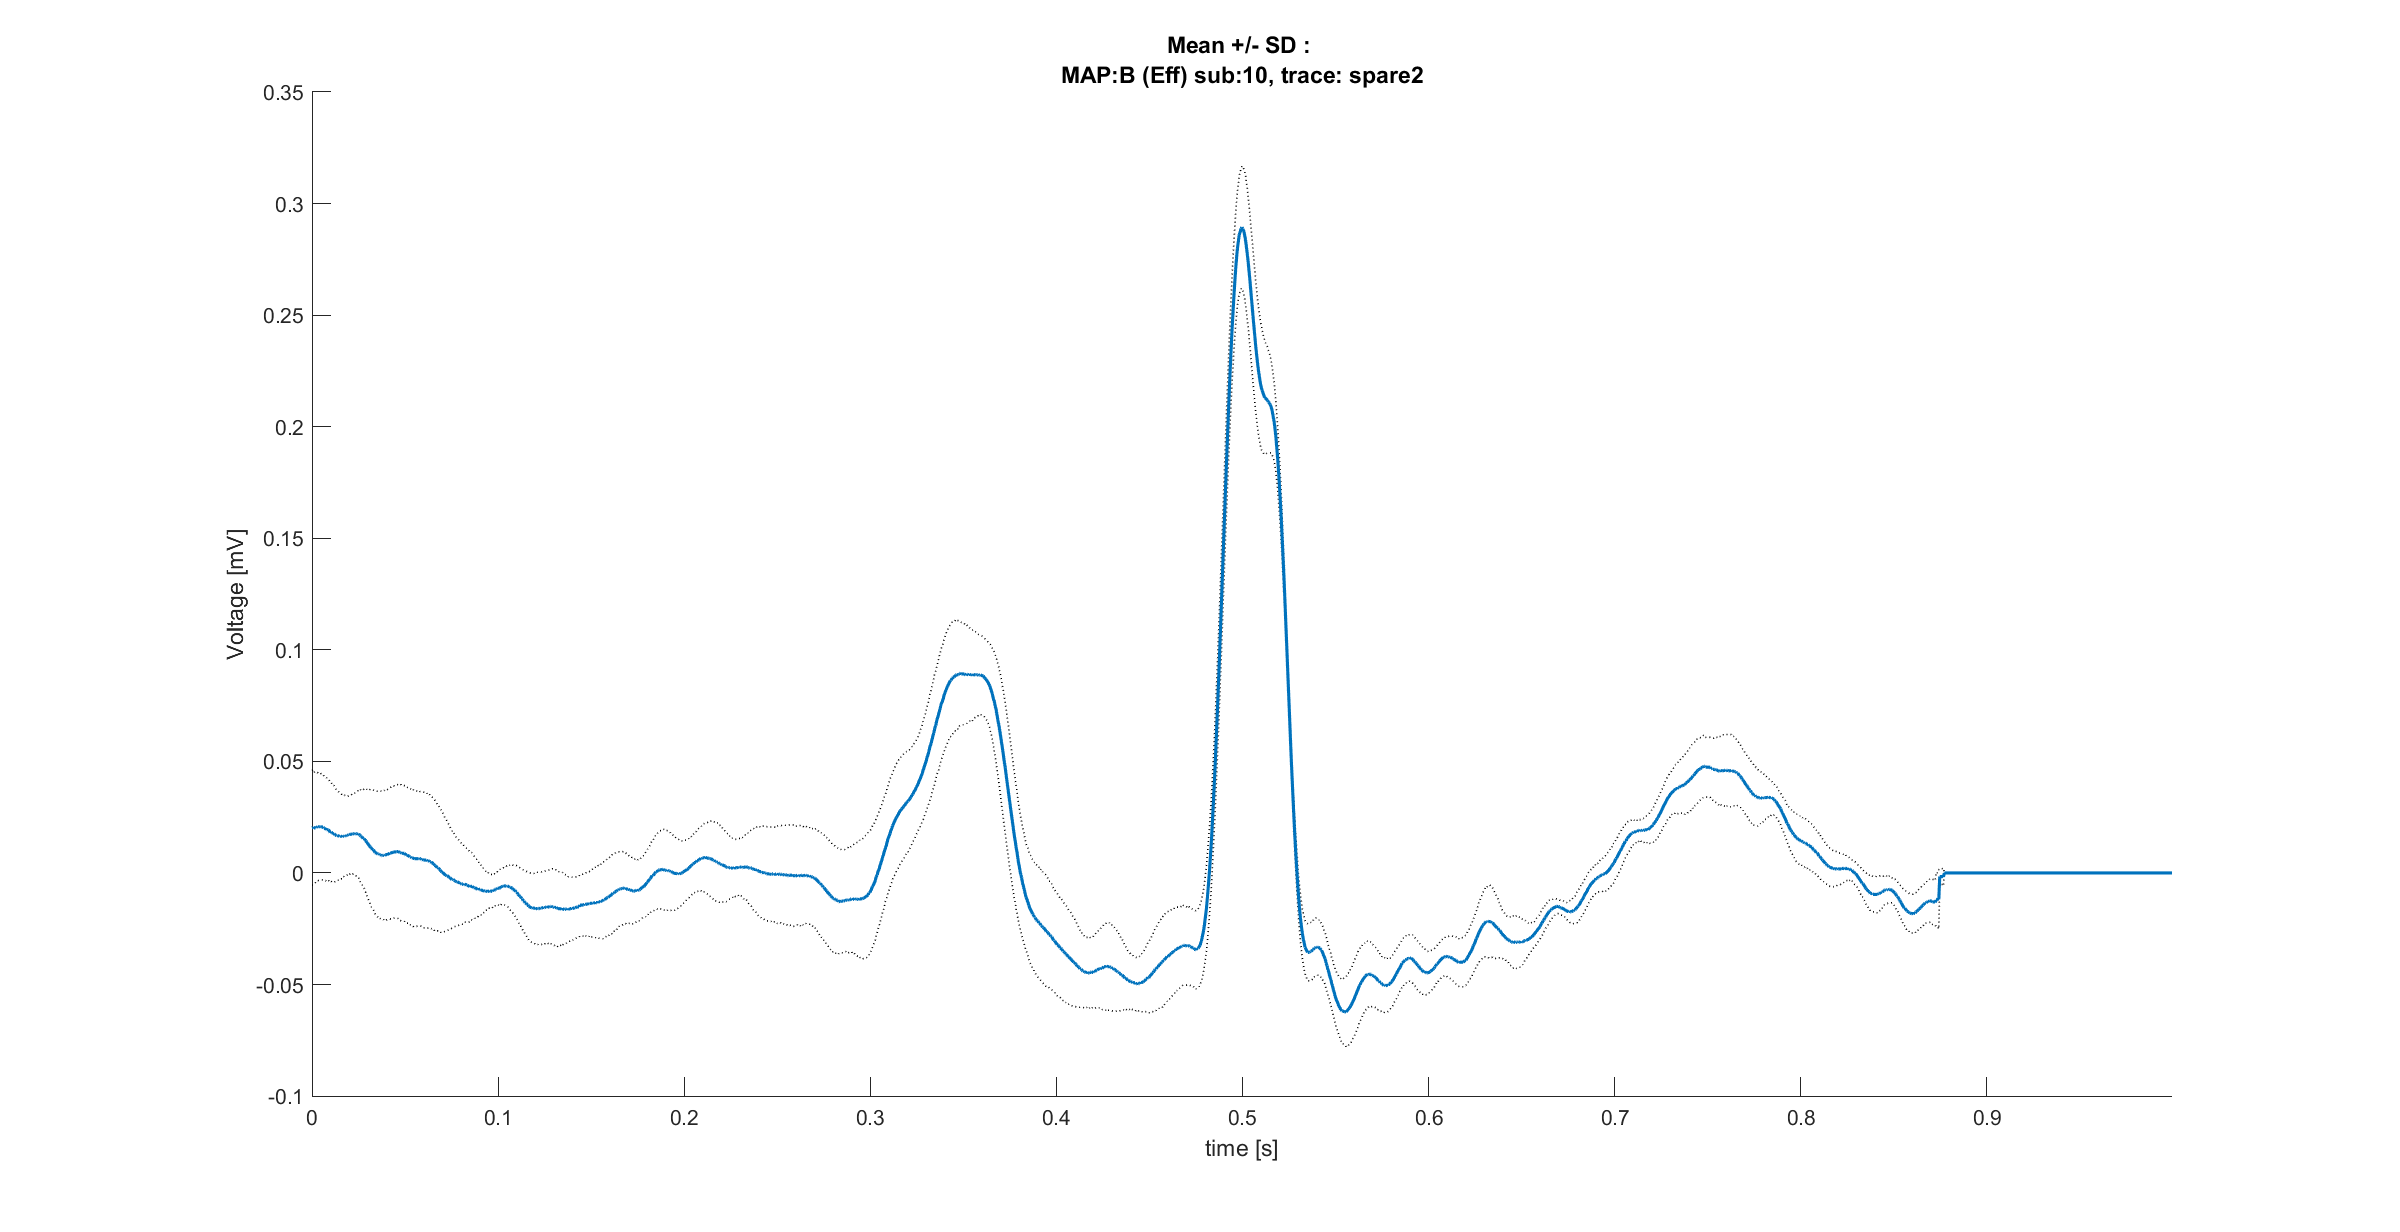 Mean +/- SD :
MAP:B (Eff) sub:10, trace: spare2
0.35
0.3
0.25
0.2
0.15
0.1
0.05
0
-0.05
-0.1
Voltage [mV]
0 0.1 0.2 0.3 0.4 0.5 0.6 0.7 0.8 0.9
time [s]